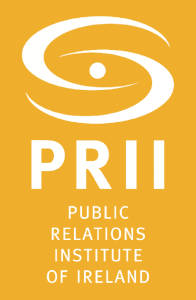 PRII
PUBLIC
RELATIONS
INSTITUTE
OF IRELAND